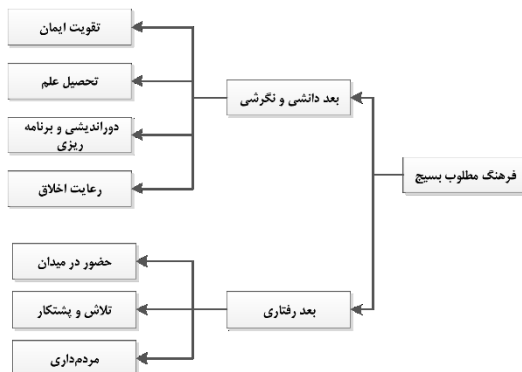 فرهنگ مطلوب بسیج
بعد دانشی و نگرشی
تقویت ایمان
تحصیل علم
دوراندیشی و برنامه
ریزی
رعایت اخلاق
بعد رفتاری
حضور در میدان
تلاش و پشتکار
مردم‌داری